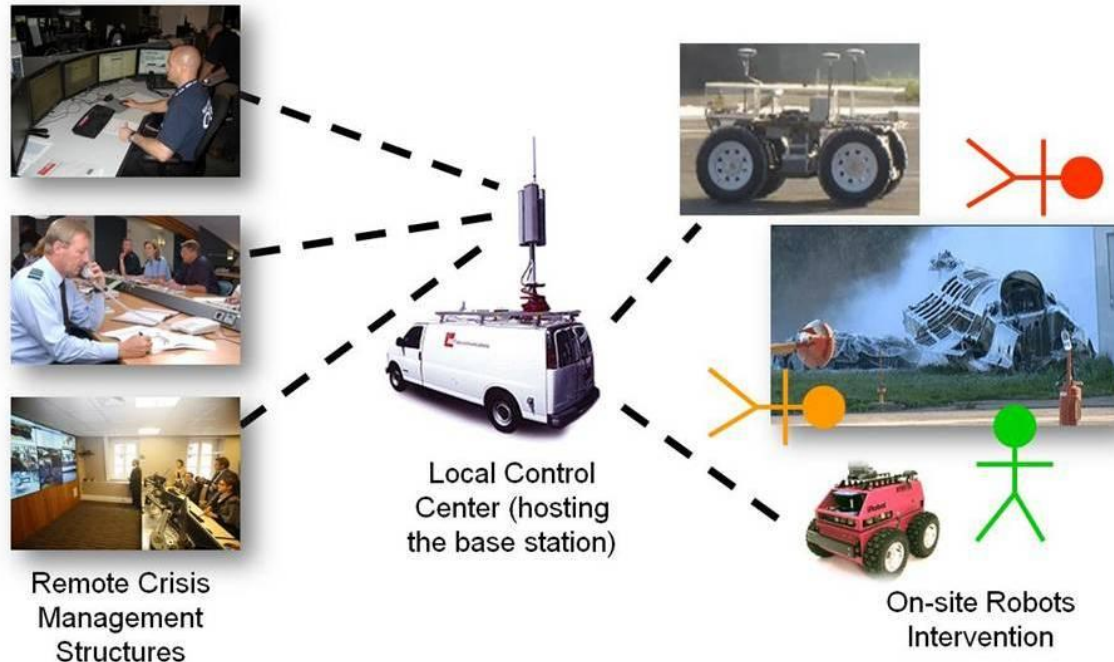 Remote Crisis
Management
Structures
Local Control
Center (hosting
the base station)
On-site Robots
Intervention